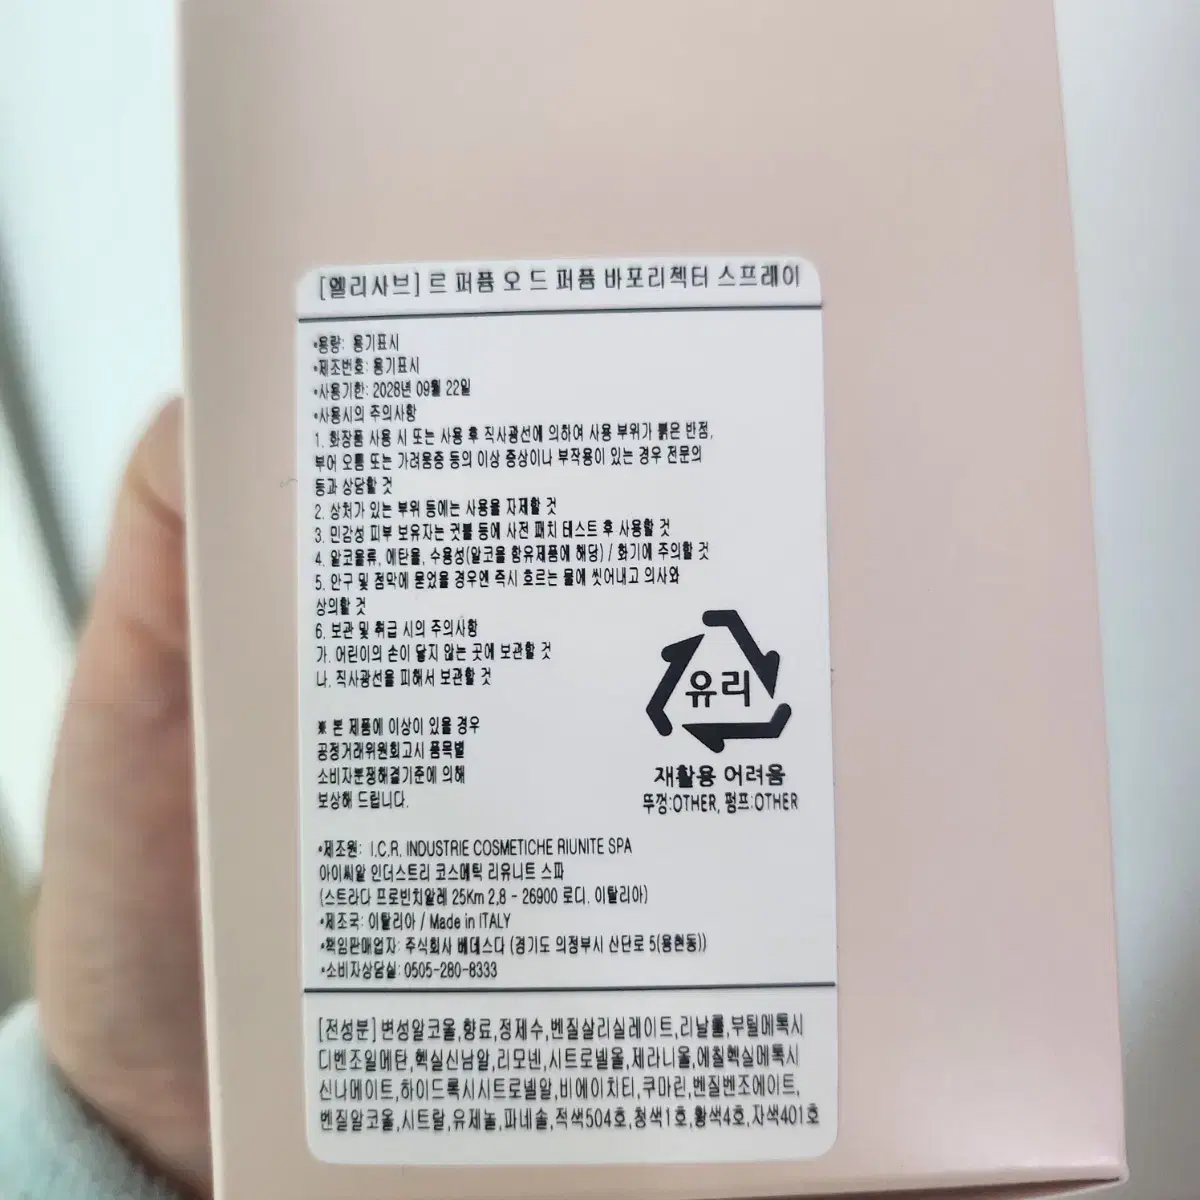 [엘리사브] 르 퍼퓸 오 드 퍼퓸 바포리젝터 스프레이
•용량: 용기표시
•제조번호: 용기표시
•사용기한: 2028년 09월 22일
•사용시의 주의사항
1. 화장품 사용 시 또는 사용 후 직사광선에 의하여 사용 부위가 붉은 반점,
부어 오름 또는 가려움증 등의 이상 증상이나 부작용이 있는 경우 전문의
등과 상담할 것
2. 상처가 있는 부위 등에는 사용을 자제할 것
3. 민감성 피부 보유자는 귓볼 등에 사전 패치 테스트 후 사용할 것
4. 알코올류, 에탄올, 수용성(알코올 함유제품에 해당) / 화기에 주의할 것
5. 안구 및 점막에 묻었을 경우엔 즉시 흐르는 물에 씻어내고 의사와
상의할 것
6. 보관 및 취급 시의 주의사항
가. 어린이의 손이 닿지 않는 곳에 보관할 것
나. 직사광선을 피해서 보관할 것
유리
재활용 어려움
뚜껑:OTHER, 펌프:OTHER
※ 본 제품에 이상이 있을 경우
공정거래위원회고시 품목별
소비자분쟁해결기준에 의해
보상해 드립니다.
•제조원: I.C.R. INDUSTRIE COSMETICHE RIUNITE SPA
아이씨알 인더스트리 코스메틱 리유니트 스파
(스트라다 프로빈치알레 25Km 2,8 - 26900 로디. 이탈리아)
•제조국: 이탈리아 / Made in ITALY
•책임판매업자: 주식회사 베데스다 (경기도 의정부시 산단로 5(용현동))
•소비자상담실: 0505-280-8333
[전성분] 변성알코올,향료,정제수,벤질살리실레이트,리날룰,부틸메톡시
디벤조일메탄,헥실신남알,리모넨,시트로넬올,제라니올,에칠헥실메톡시
신나메이트,하이드록시시트로넬알,비에이치티,쿠마린,벤질벤조에이트,
벤질알코올,시트랄,유제놀,파네솔,적색504호,청색1호,황색4호,자색401호